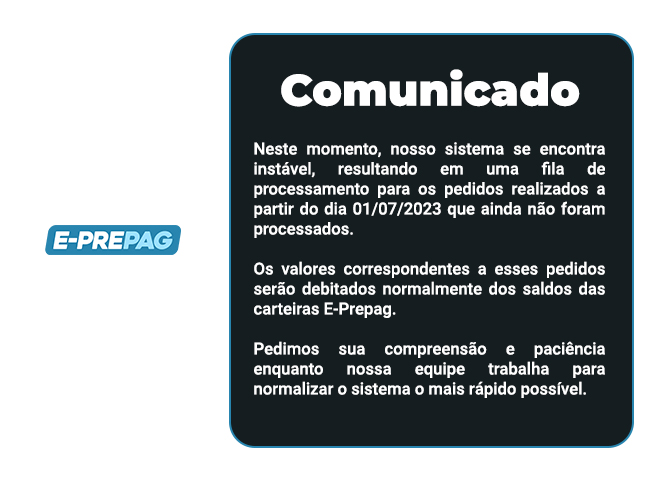 E-PREPAG
Comunicado
Neste momento, nosso sistema se encontra
instável, resultando em uma fila de
processamento para os pedidos realizados a
partir do dia 01/07/2023 que ainda não foram
processados.
Os valores correspondentes a esses pedidos
serão debitados normalmente dos saldos das
carteiras E-Prepag.
Pedimos sua compreensão e paciência
enquanto nossa equipe trabalha para
normalizar o sistema o mais rápido possível.